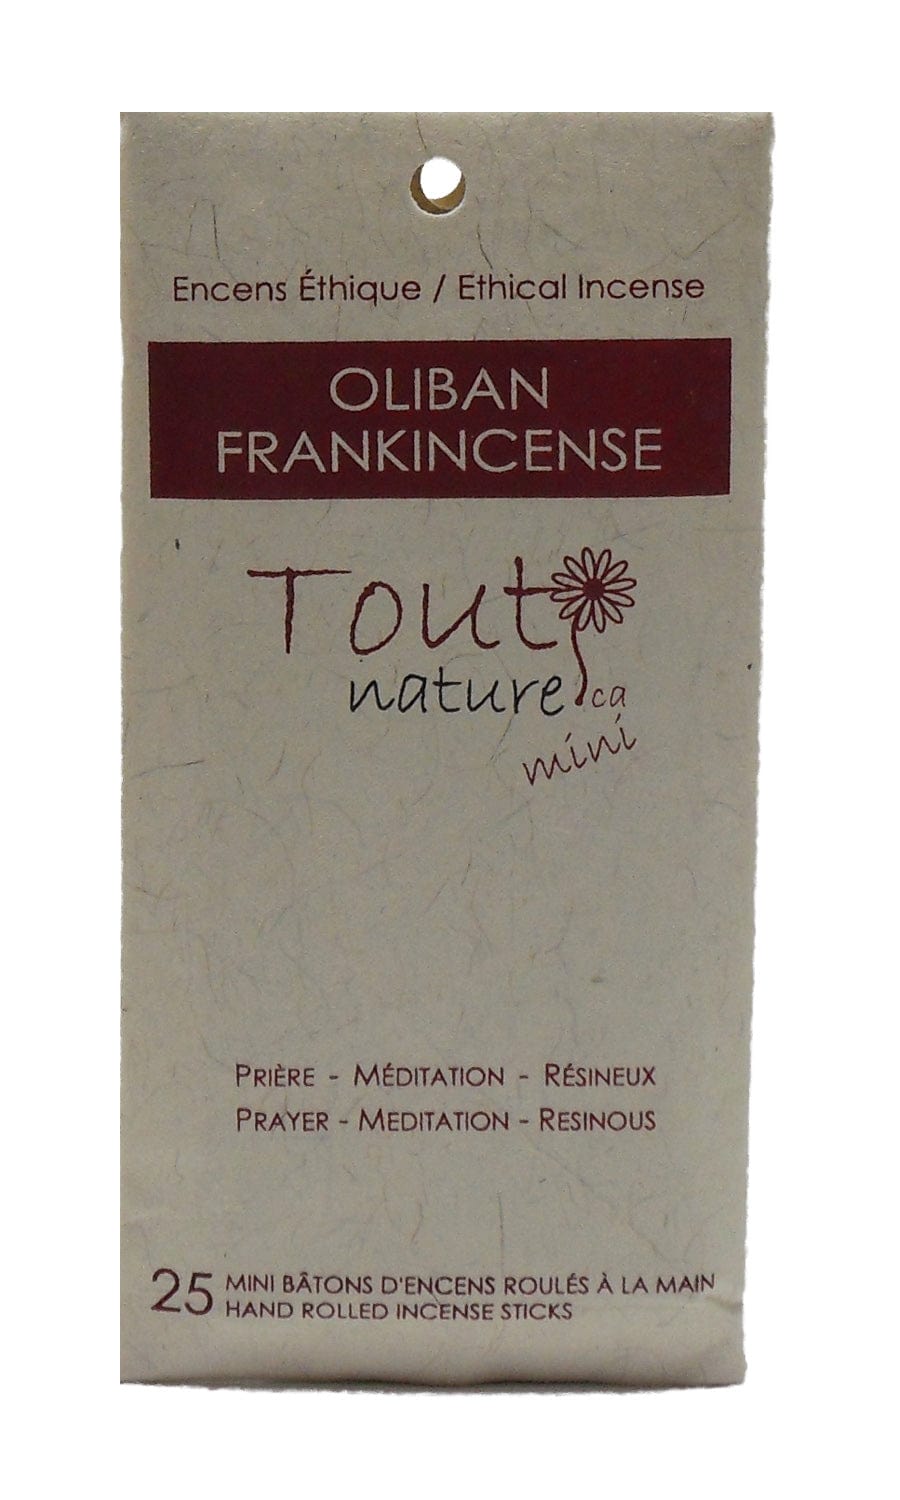 Encens Éthique / Ethical Incense
OLIBAN
FRANKINCENSE
Tout
nature.ca
mini
PRIÈRE - MÉDITATION - RÉSINEUX
PRAYER - MEDITATION - RESINOUS
25 MINI BÂTONS D'ENCENS ROULÉS À LA MAIN
HAND ROLLED INCENSE STICKS